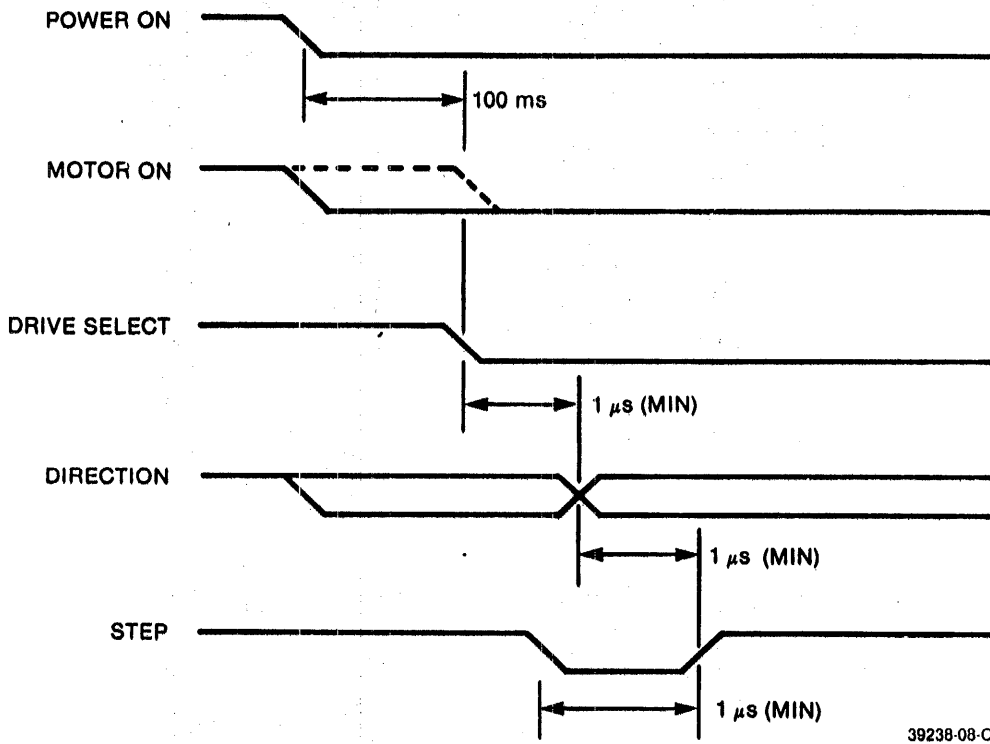 POWER ON
100 ms
MOTOR ON
DRIVE SELECT
1 μs (MIN)
DIRECTION
1 μs (MIN)
STEP
1 μs (MIN)
39238-08-C